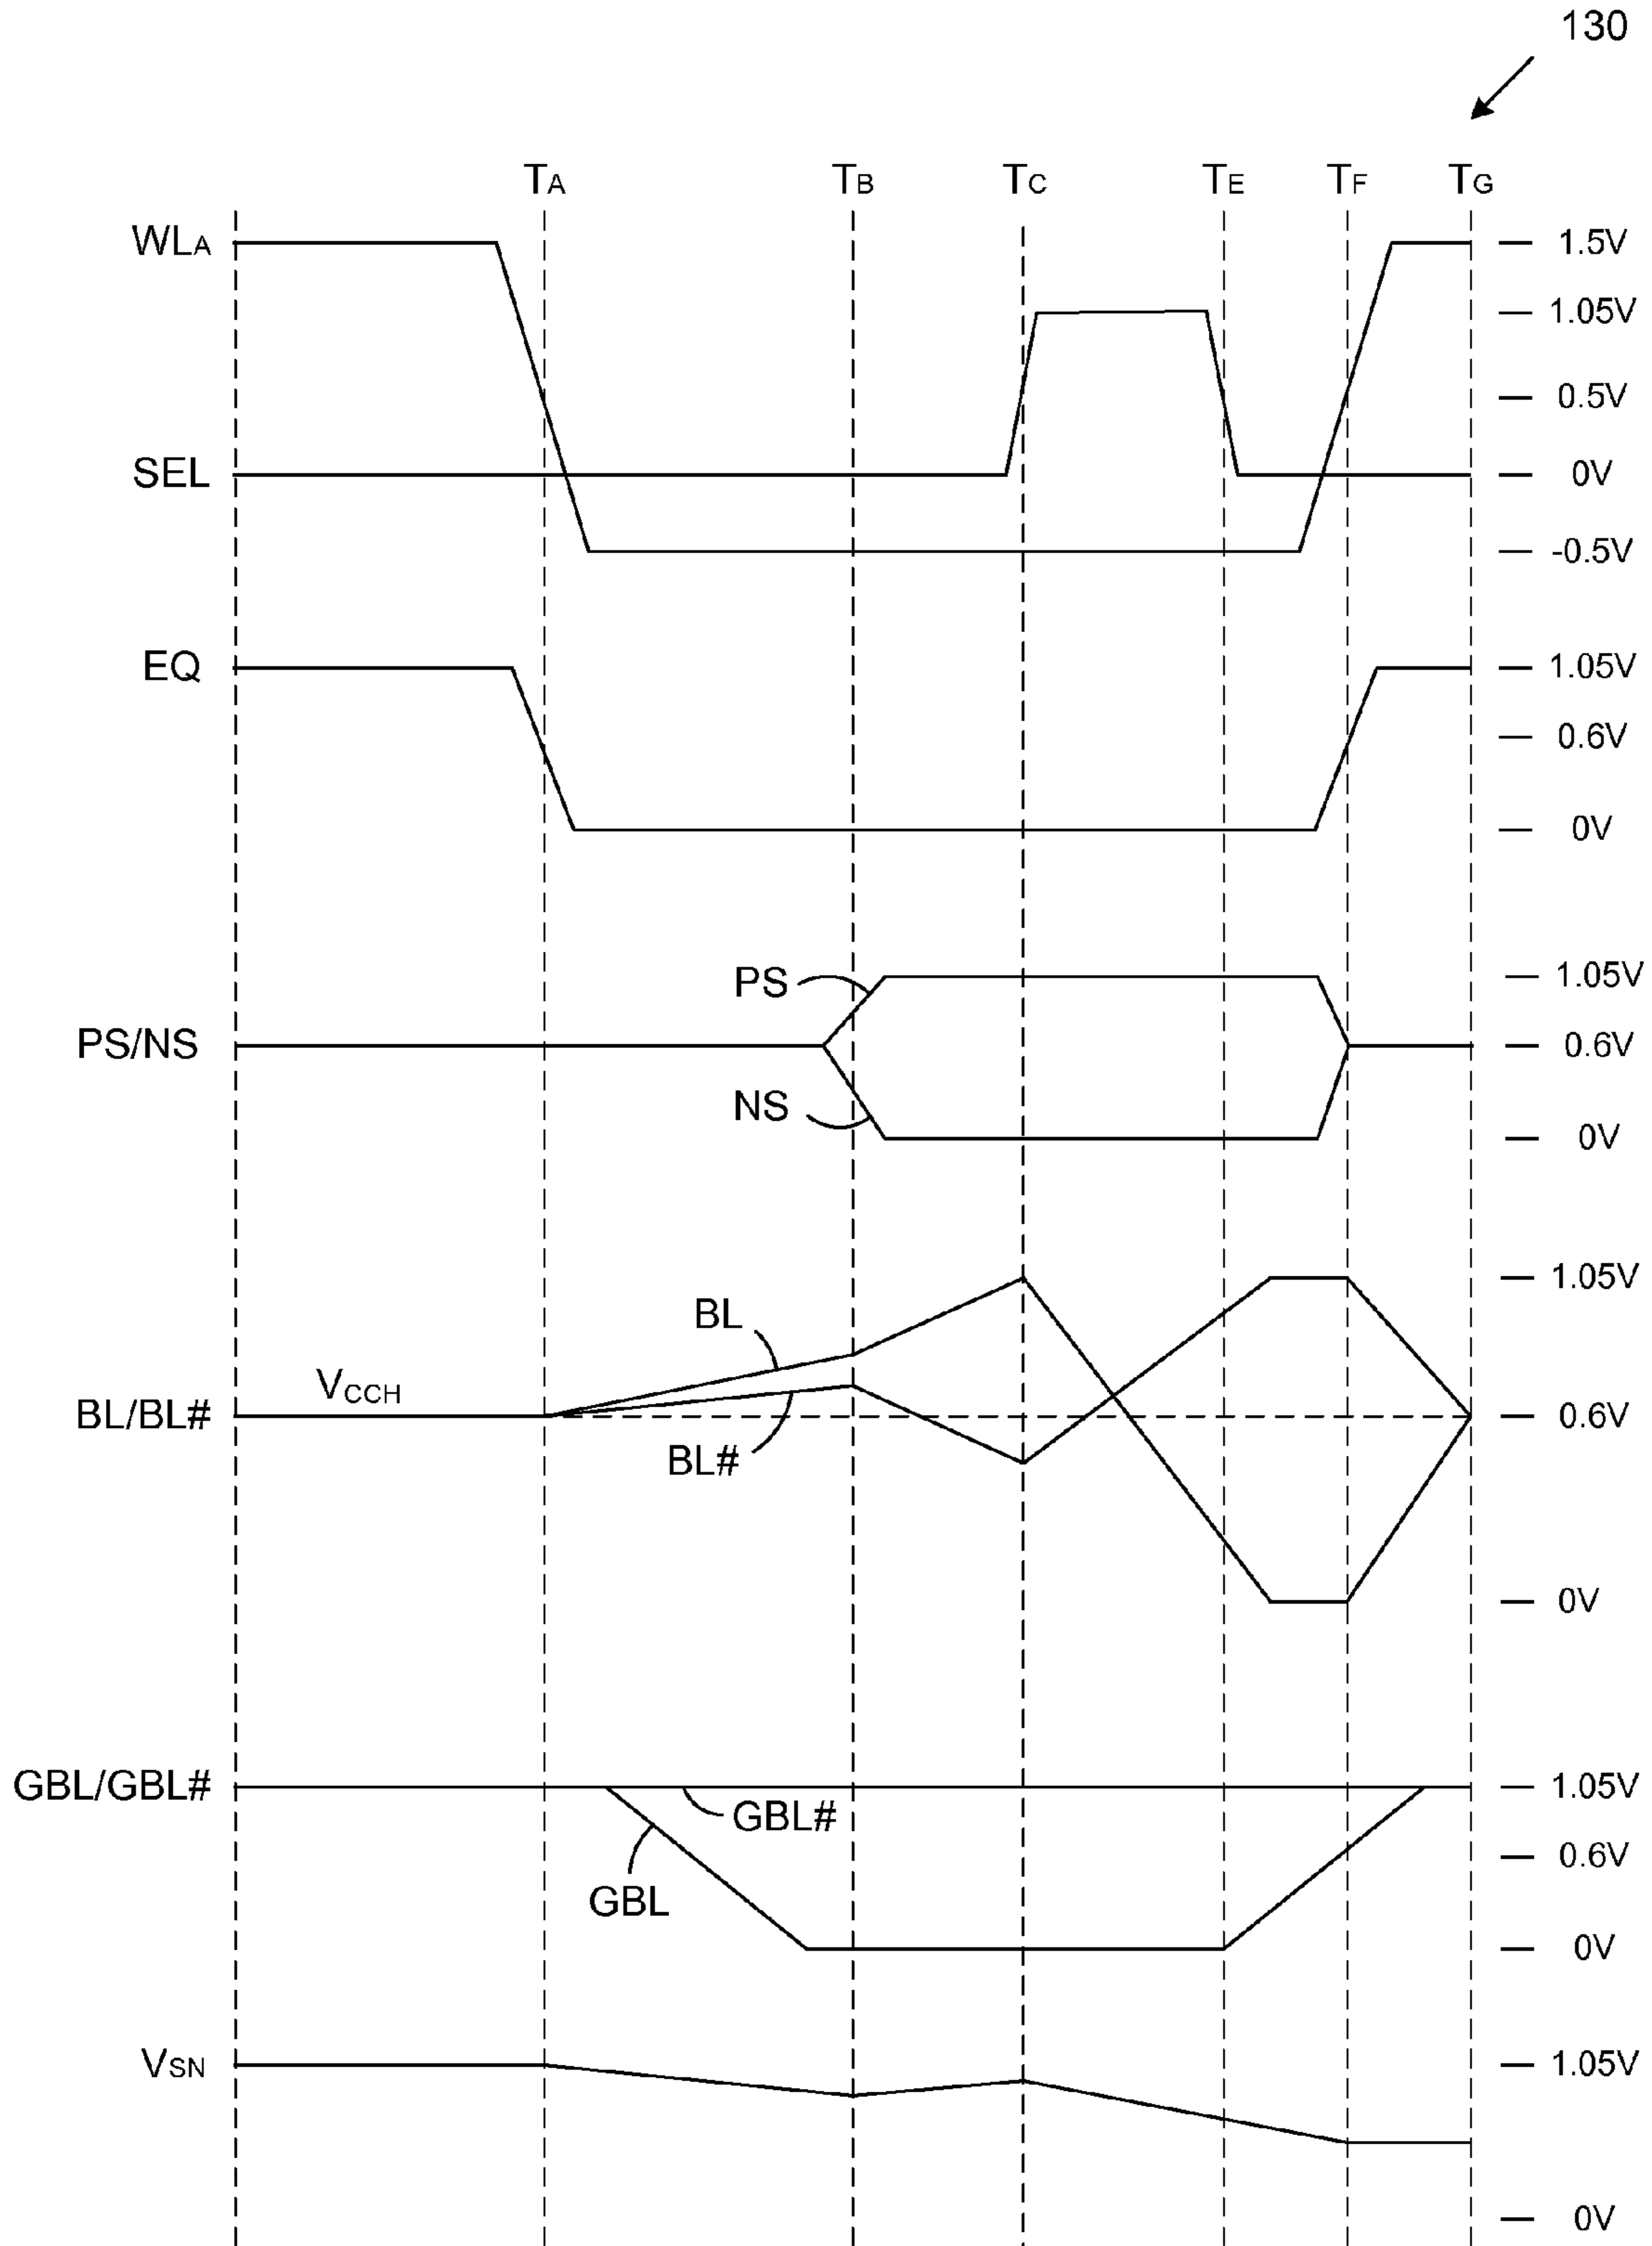 130
TA TB TC TE TF TG
WLA
1.5V
1.05V
0.5V
SEL
0V
-0.5V
EQ
1.05V
0.6V
0V
PS
1.05V
PS/NS
0.6V
NS
0V
1.05V
BL
VCCH
BL/BL#
0.6V
BL#
0V
GBL/GBL#
1.05V
GBL#
0.6V
GBL
0V
VSN
1.05V
0V